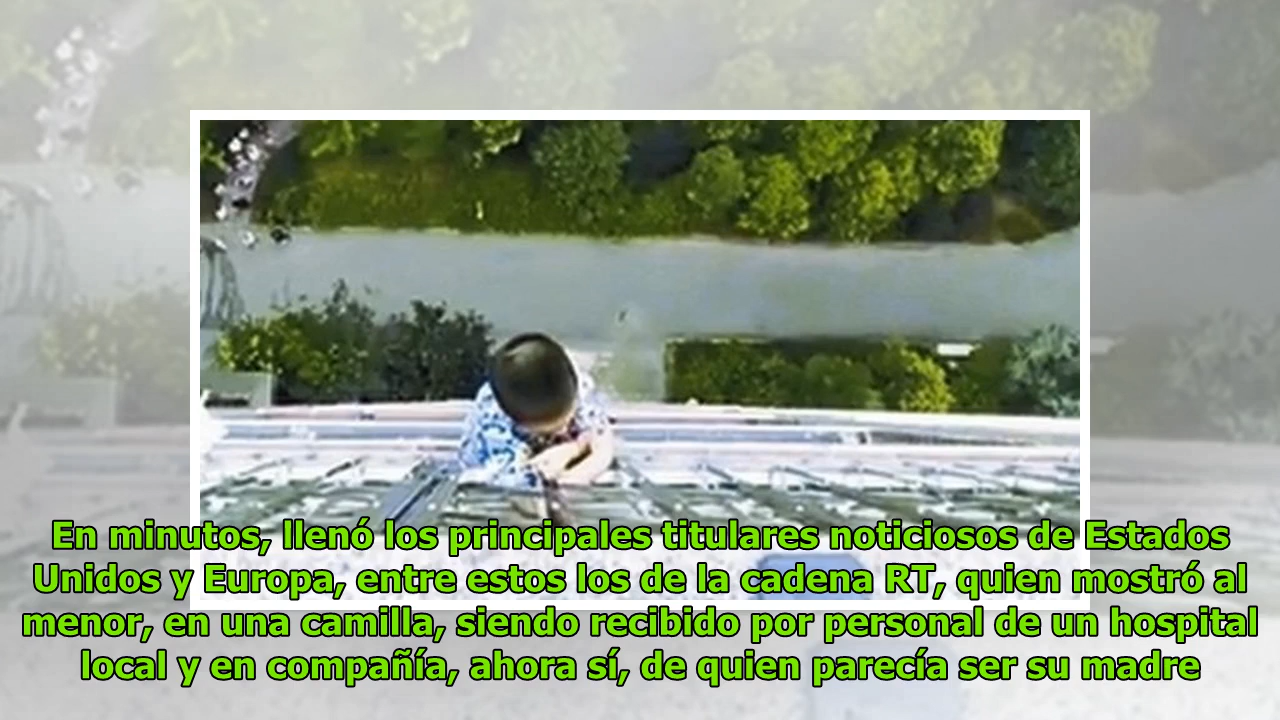 En minutos, llenó los principales titulares noticiosos de Estados
Unidos y Europa, entre estos los de la cadena RT, quien mostró al
menor, en una camilla, siendo recibido por personal de un hospital
local y en compañía, ahora sí, de quien parecía ser su madre